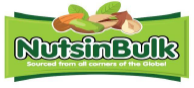 NutsinBulk
Sourced from all corners of the Globe!